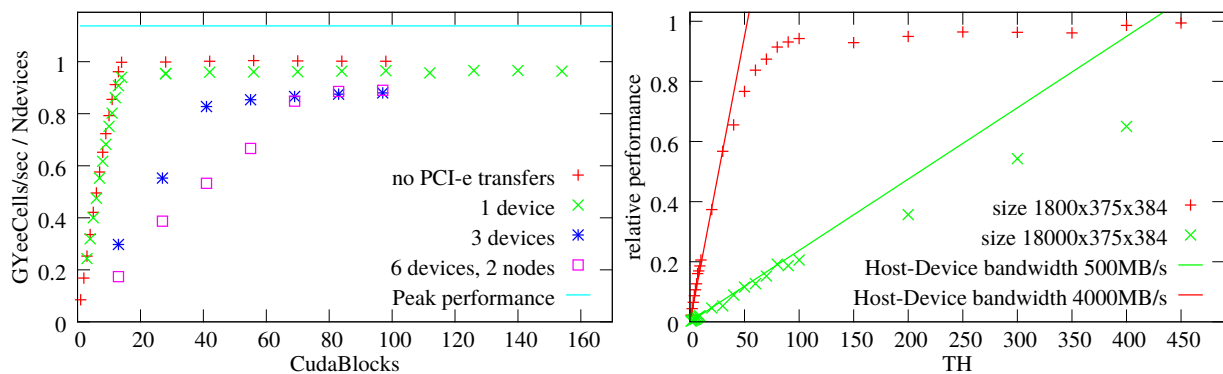 GYeeCells/sec / Ndevices
1
0.8
0.6
0.4
0.2
0
0 20 40 60 80 100 120 140 160
CudaBlocks
no PCI-e transfers
1 device
3 devices
6 devices, 2 nodes
Peak performance
relative performance
1
0.8
0.6
0.4
0.2
0
0 50 100 150 200 250 300 350 400 450
TH
size 1800x375x384
size 18000x375x384
Host-Device bandwidth 500MB/s
Host-Device bandwidth 4000MB/s